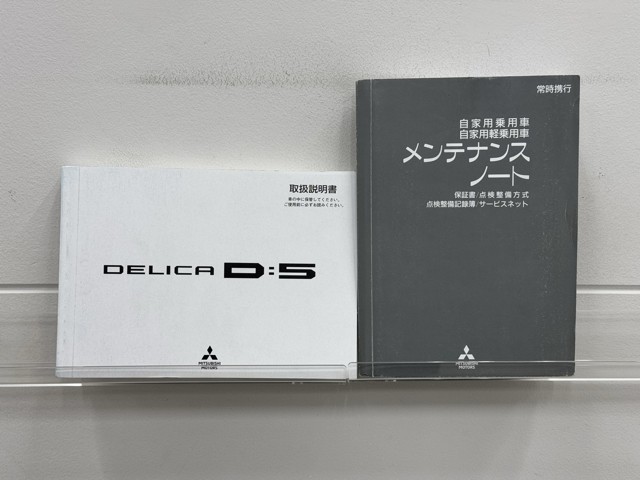 取扱説明書
車の中に保管してください。
ご使用前に必ずお読みください。
DELICA D:5
MITSUBISHI
MOTORS
常時携行
自家用乗用車
自家用軽乗用車
メンテナンス
ノート
保証書/点検整備方式
点検整備記録簿/サービスネット
MITSUBISHI
MOTORS